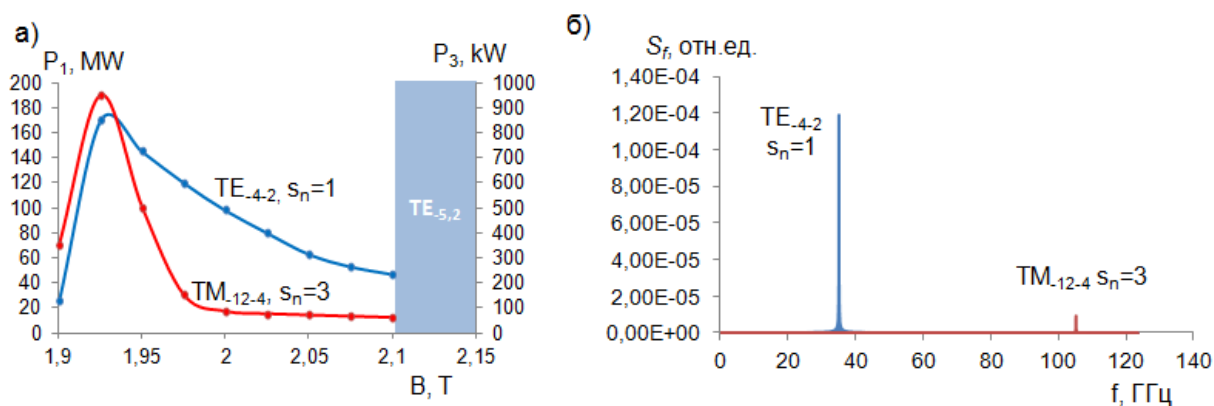 а)
P1, MW
P3, kW
200
180
160
140
120
100
80
60
40
20
0
1000
900
800
700
600
500
400
300
200
100
0
TE-4-2, sn=1
TE-5,2
TM-12-4, sn=3
1,9
1,95
2
2,05
2,1
2,15
B, T
б)
Sf, отн.ед.
1,40E-04
1,20E-04
1,00E-04
8,00E-05
6,00E-05
4,00E-05
2,00E-05
0,00E+00
TE-4-2
sn=1
TM-12-4 sn=3
0
20
40
60
80
100
120
140
f, ГГц